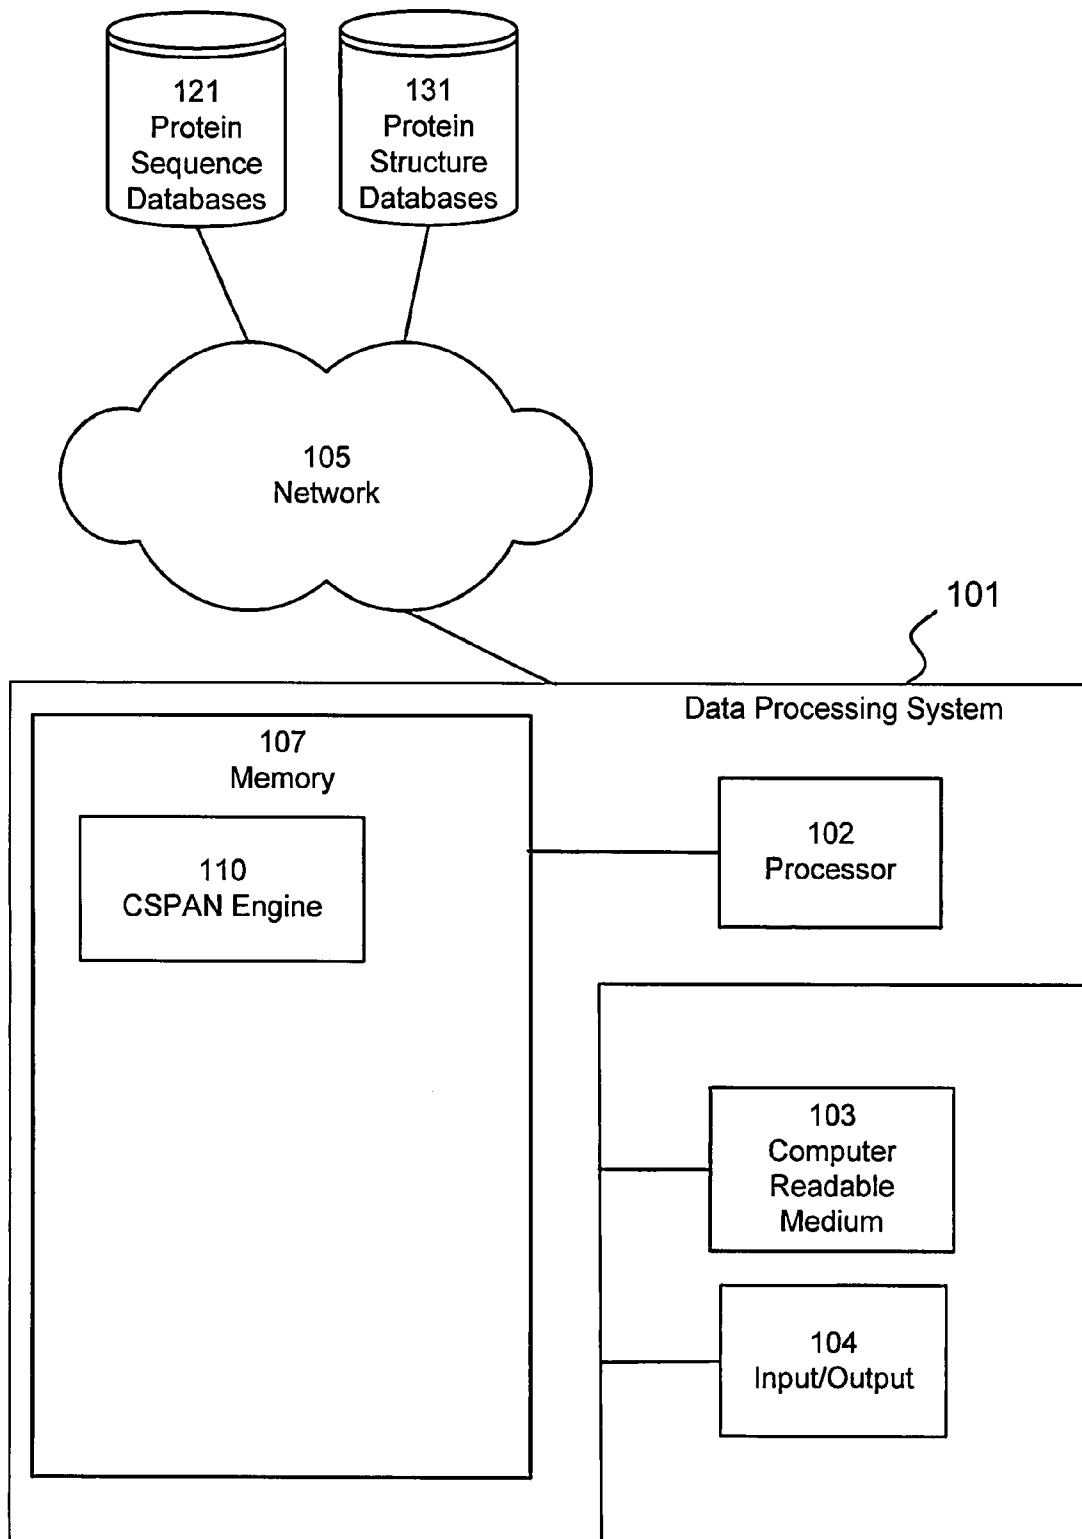 121
Protein
Sequence
Databases
131
Protein
Structure
Databases
105
Network
101
Data Processing System
107
Memory
110
CSPAN Engine
102
Processor
103
Computer
Readable
Medium
104
Input/Output